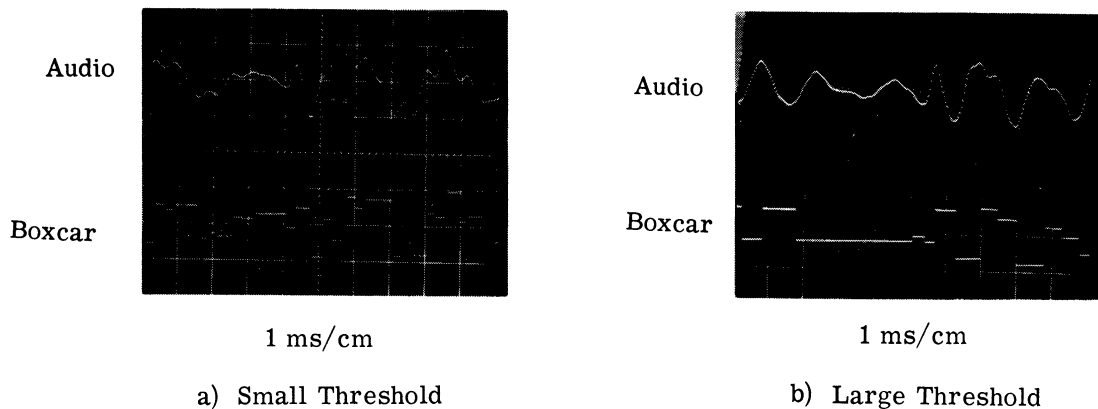 Audio
Boxcar
1 ms/cm
a) Small Threshold
Audio
Boxcar
1 ms/cm
b) Large Threshold